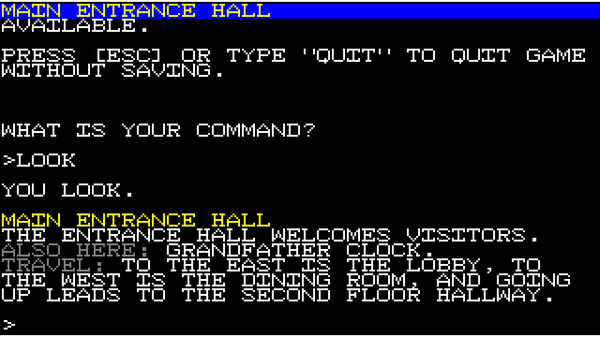 MAIN ENTRANCE HALL
AVAILABLE.
PRESS [ESC] OR TYPE "QUIT" TO QUIT GAME
WITHOUT SAVING.
WHAT IS YOUR COMMAND?
>LOOK
YOU LOOK.
MAIN ENTRANCE HALL
THE ENTRANCE HALL WELCOMES VISITORS.
ALSO HERE: GRANDFATHER CLOCK.
TRAVEL: TO THE EAST IS THE LOBBY, TO
THE WEST IS THE DINING ROOM, AND GOING
UP LEADS TO THE SECOND FLOOR HALLWAY.
>